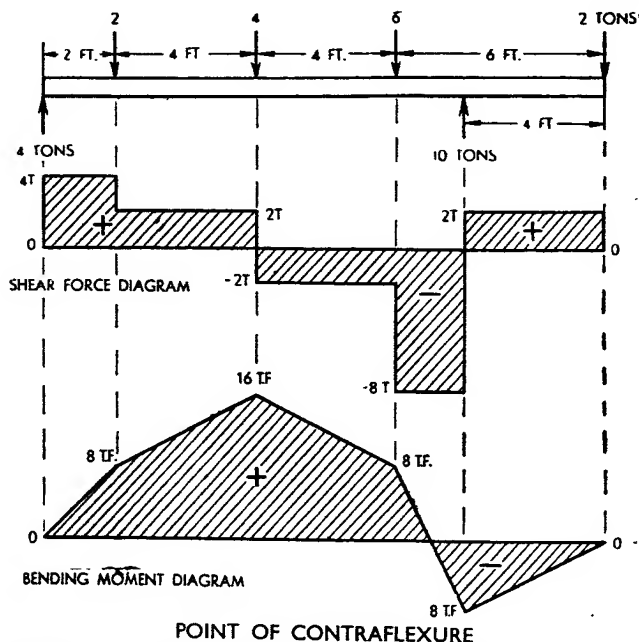 2 4 6 2 TONS
2 FT. 4 FT 4 FT. 6 FT.
4 FT
4 TONS 10 TONS
4T
2T 2T
+ +
0 0
SHEAR FORCE DIAGRAM
-2T
–
-8 T
16 T.F
8 T.F. 8 T.F.
+
0 0
–
BENDING MOMENT DIAGRAM
8 T.F
POINT OF CONTRAFLEXURE